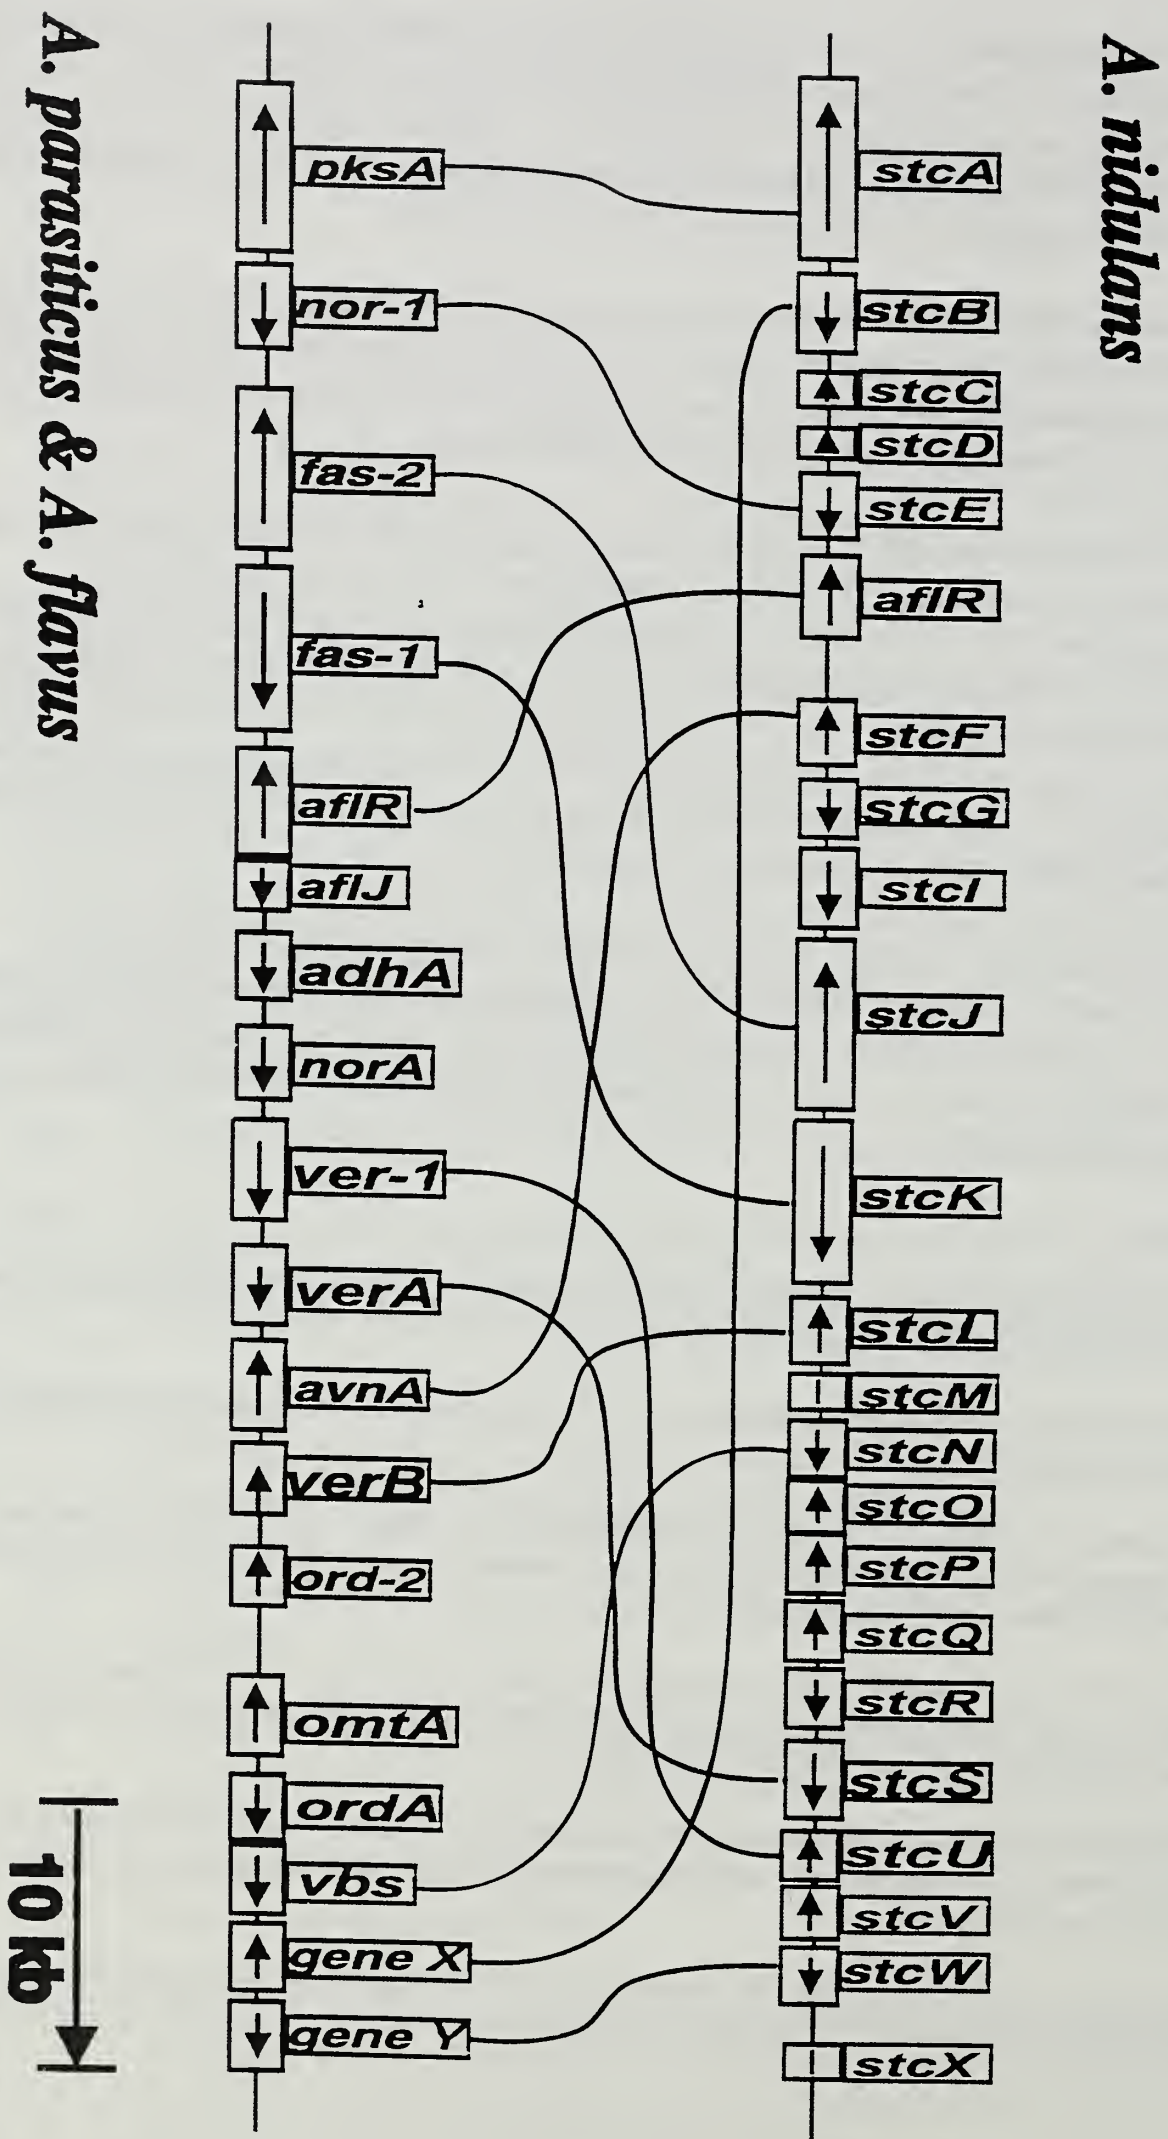 A. parasiticus & A. flavus
pksA
nor-1
fas-2
fas-1
aflR
aflJ
adhA
norA
ver-1
verA
avnA
verB
ord-2
omtA
ordA
vbs
gene X
gene Y
A. nidulans
stcA
stcB
stcC
stcD
stcE
aflR
stcF
stcG
stcI
stcJ
stcK
stcL
stcM
stcN
stcO
stcP
stcQ
stcR
stcS
stcU
stcV
stcW
stcX
10 kb